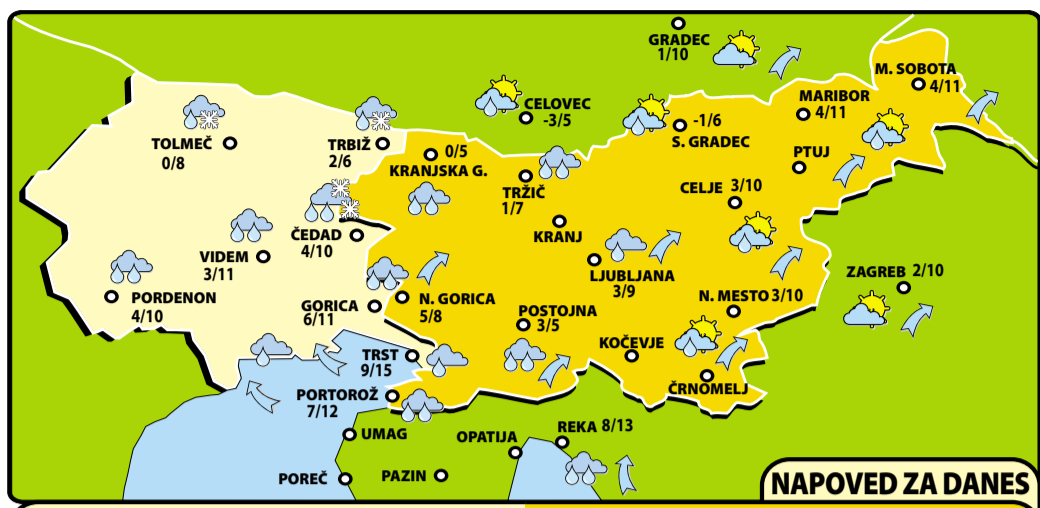 GRADEC
1/10
M. SOBOTA
4/11
CELOVEC
-3/5
MARIBOR
4/11
-1/6
S. GRADEC
TOLMEČ
0/8
TRBIŽ
2/6
0/5
KRANJSKA G.
PTUJ
TRŽIČ
1/7
CELJE 3/10
KRANJ
ČEDAD
4/10
VIDEM
3/11
LJUBLJANA
3/9
ZAGREB 2/10
PORDENON
4/10
GORICA
6/11
N. GORICA
5/8
N. MESTO 3/10
POSTOJNA
3/5
KOČEVJE
TRST
9/15
ČRNOMELJ
PORTOROŽ
7/12
UMAG
OPATIJA
REKA 8/13
POREČ
PAZIN
NAPOVED ZA DANES